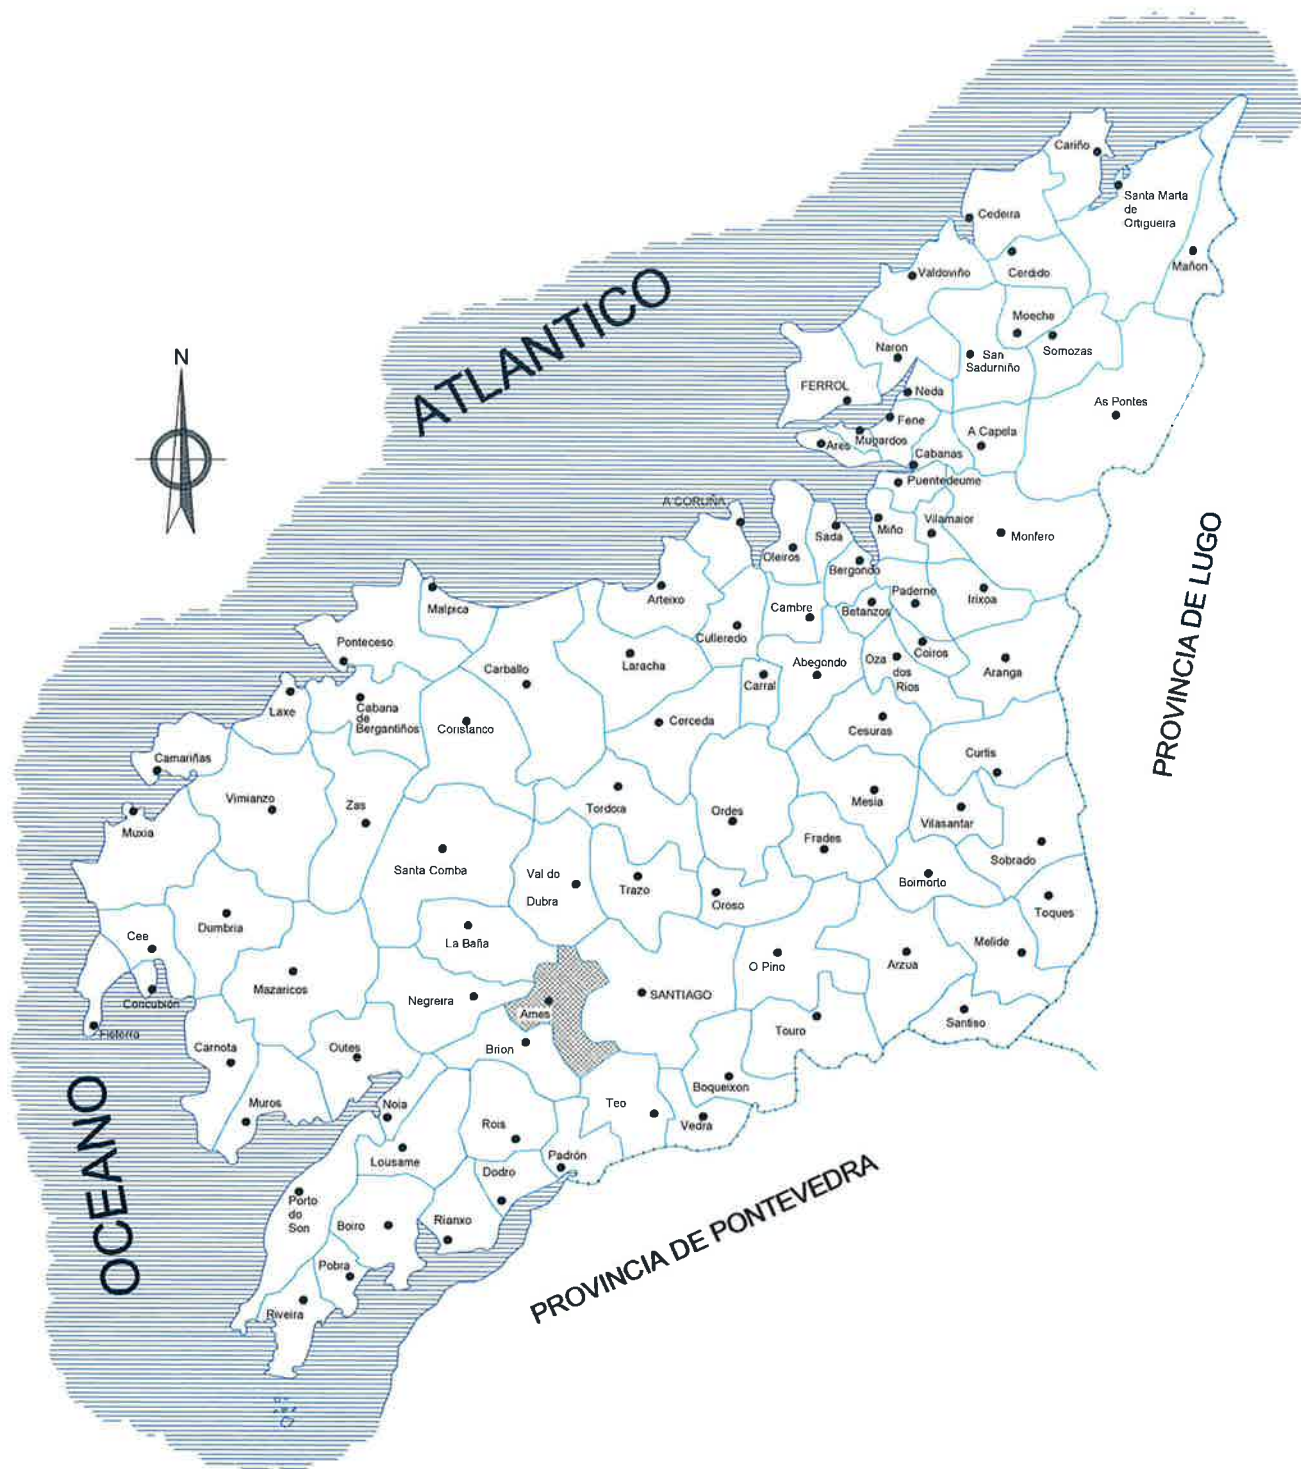 Cariño
Santa Marta
de
Ortigueira
Cedeira
Mañon
Valdoviño
Cerdido
ATLANTICO
Moeche
Somozas
N
Naron
San
Sadurniño
FERROL
Neda
As Pontes
Fene
Mugardos
Ares
A Capela
Cabanas
Puentedeume
A CORUÑA
Miño
Vilamaior
Sada
Monfero
Oleiros
Bergondo
PROVINCIA DE LUGO
Malpica
Arteixo
Paderne
Irixoa
Cambre
Betanzos
Culleredo
Ponteceso
Coiros
Carballo
Laracha
Abegondo
Oza
dos
Rios
Aranga
Carral
Laxe
Cabana
de
Bergantiños
Coristanco
Cerceda
Cesuras
Curtis
Camariñas
Vimianzo
Zas
Tordoia
Ordes
Mesia
Muxia
Vilasantar
Frades
Sobrado
Santa Comba
Val do
Dubra
Trazo
Boimorto
Oroso
Toques
Dumbria
Cee
La Baña
Melide
O Pino
Arzua
Mazaricos
Corcubión
Negreira
SANTIAGO
Ames
Santiso
Fisterra
Touro
Carnota
Outes
Brion
Boqueixon
OCEANO
Muros
Noia
Teo
Vedra
Rois
Lousame
Padrón
Dodro
PROVINCIA DE PONTEVEDRA
Porto
do
Son
Boiro
Rianxo
Pobra
Riveira